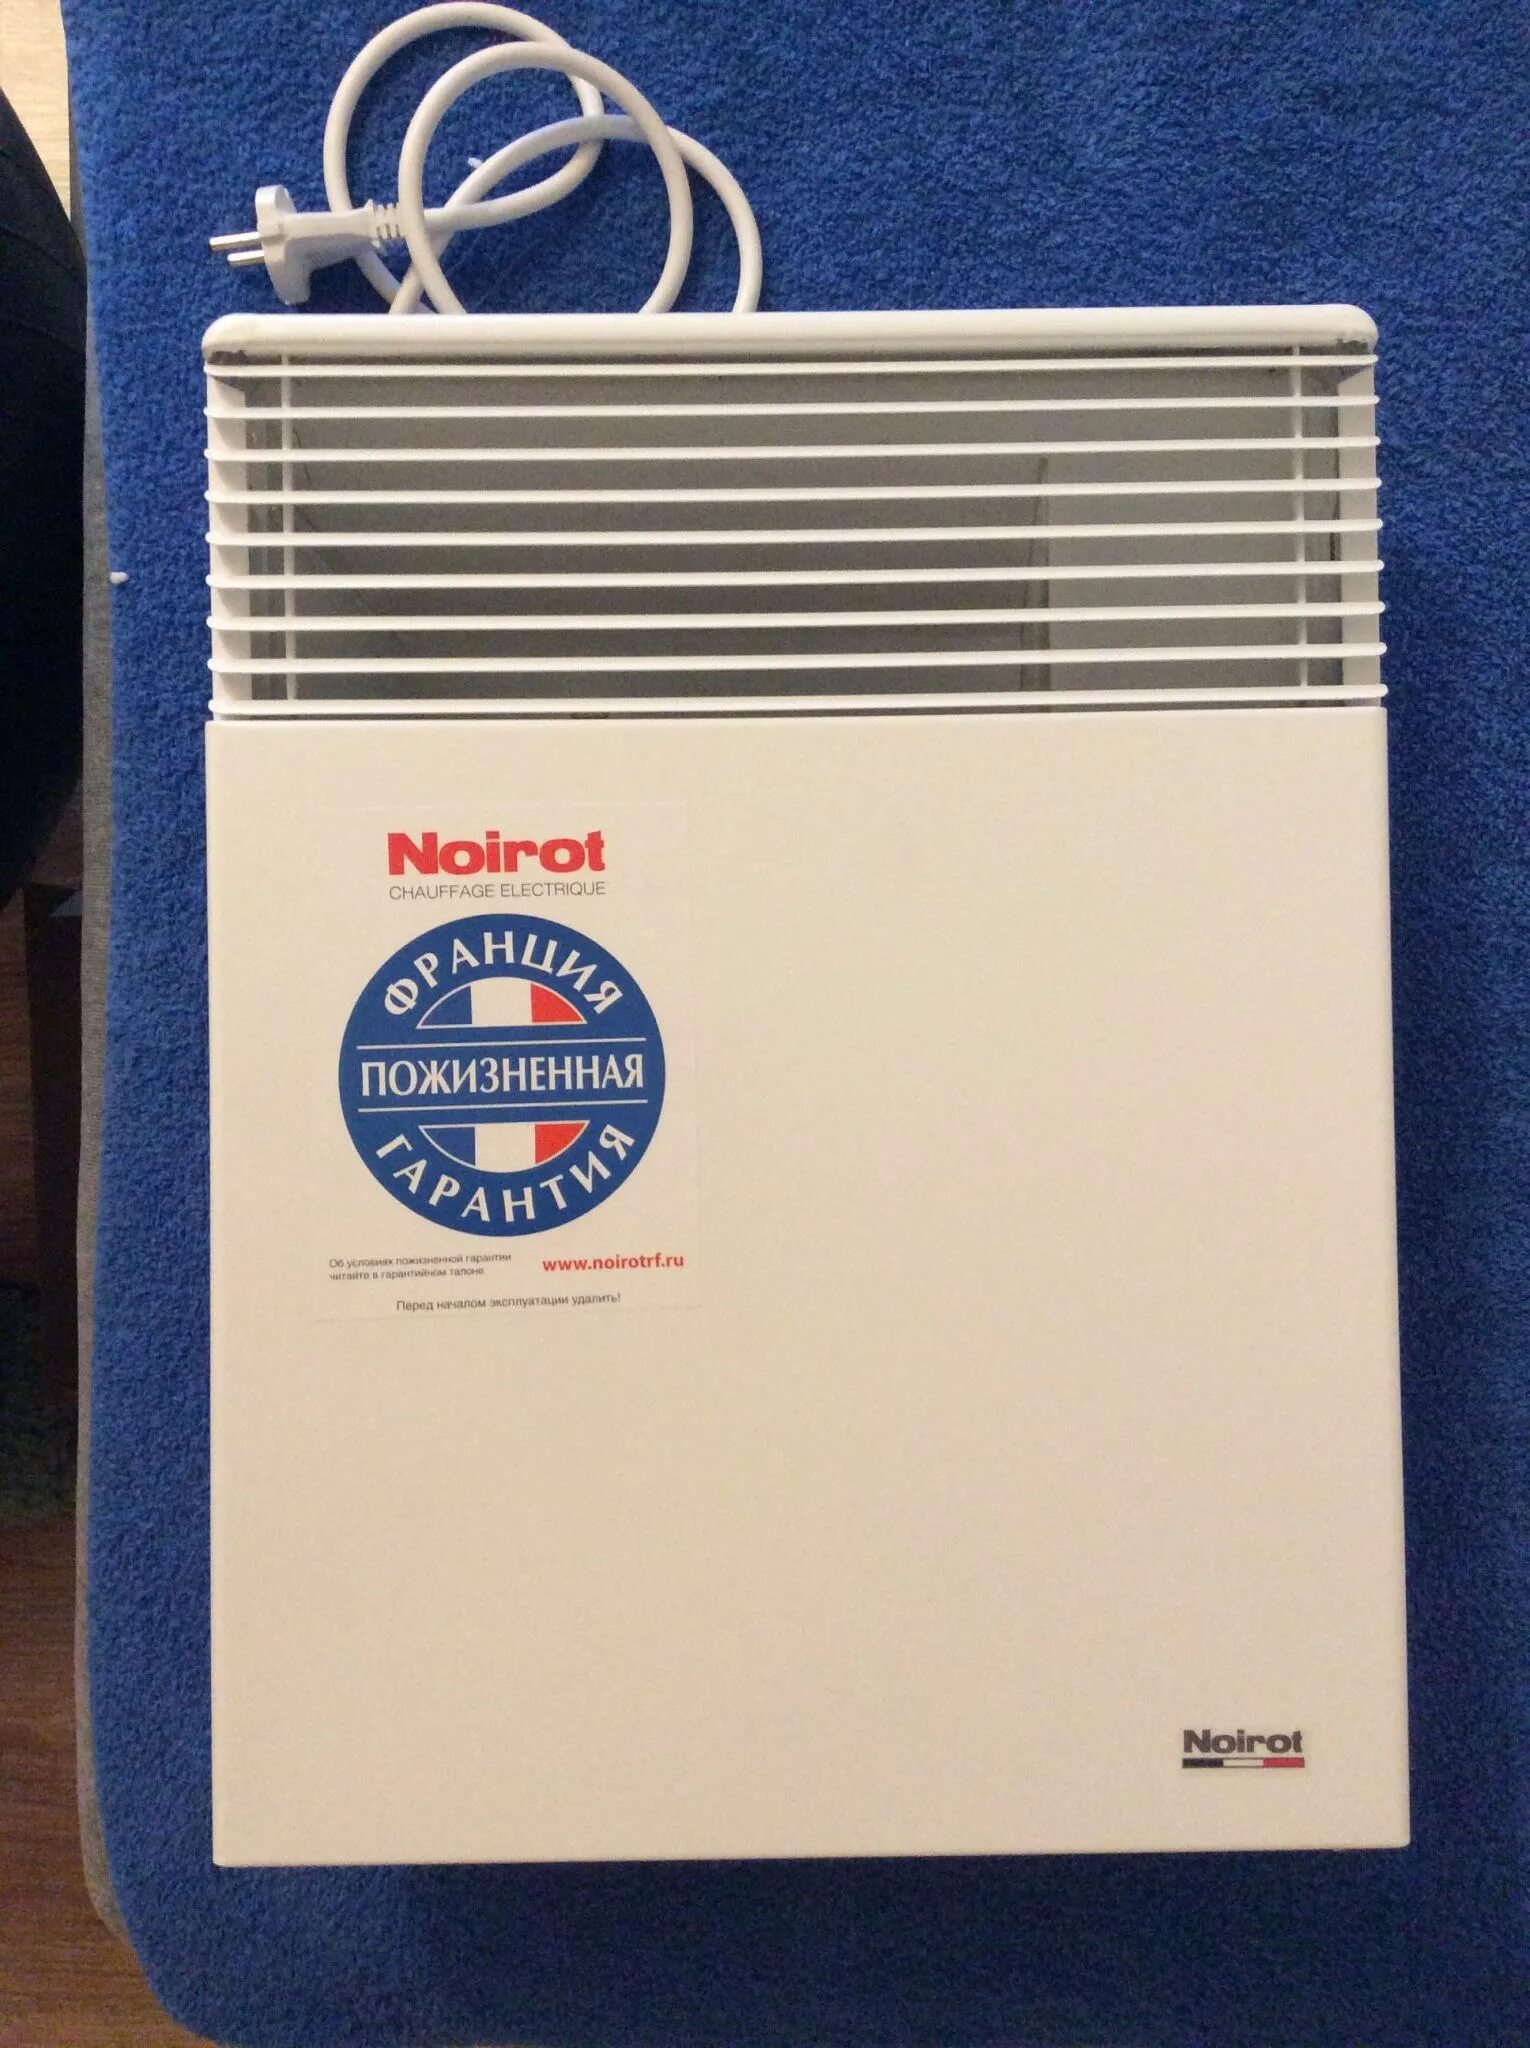 Noirot
CHAUFFAGE ELECTRIQUE
ФРАНЦИЯ
ПОЖИЗНЕННАЯ
ГАРАНТИЯ
Об условиях пожизненной гарантии
читайте в гарантийном талоне
www.noirotrf.ru
Перед началом эксплуатации удалить!
Noirot